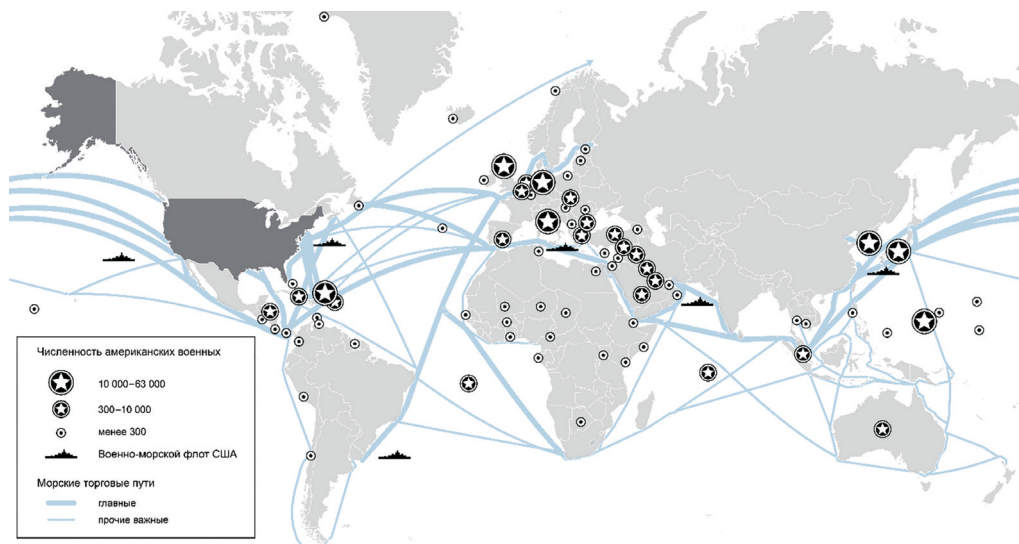 Численность американских военных
10 000–63 000
300–10 000
менее 300
Военно-морской флот США
Морские торговые пути
главные
прочие важные